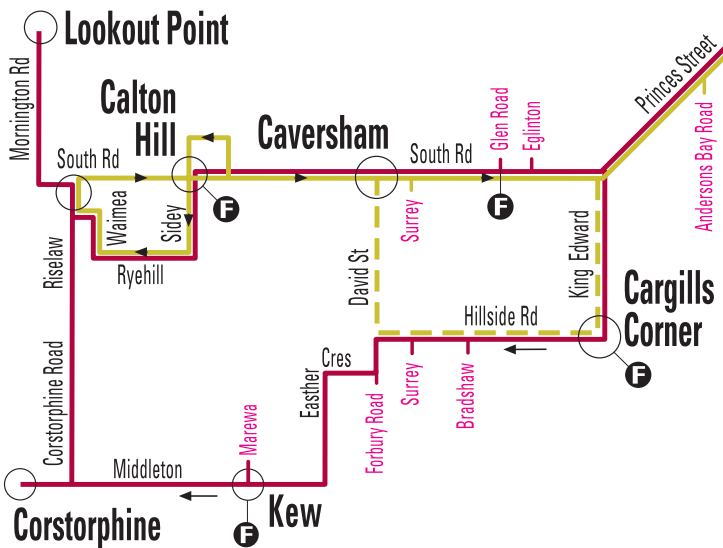 Lookout Point
Mornington Rd
Princes Street
Calton
Hill
Caversham
South Rd
South Rd
Glen Road
Eglinton
Andersons Bay Road
F
F
Waimea
Sidey
Surrey
Riselaw
Ryehill
David St
King Edward
Hillside Rd
Cargills
Corner
F
Cres
Easther
Forbury Road
Surrey
Bradshaw
Corstorphine Road
Marewa
Middleton
Corstorphine
Kew
F